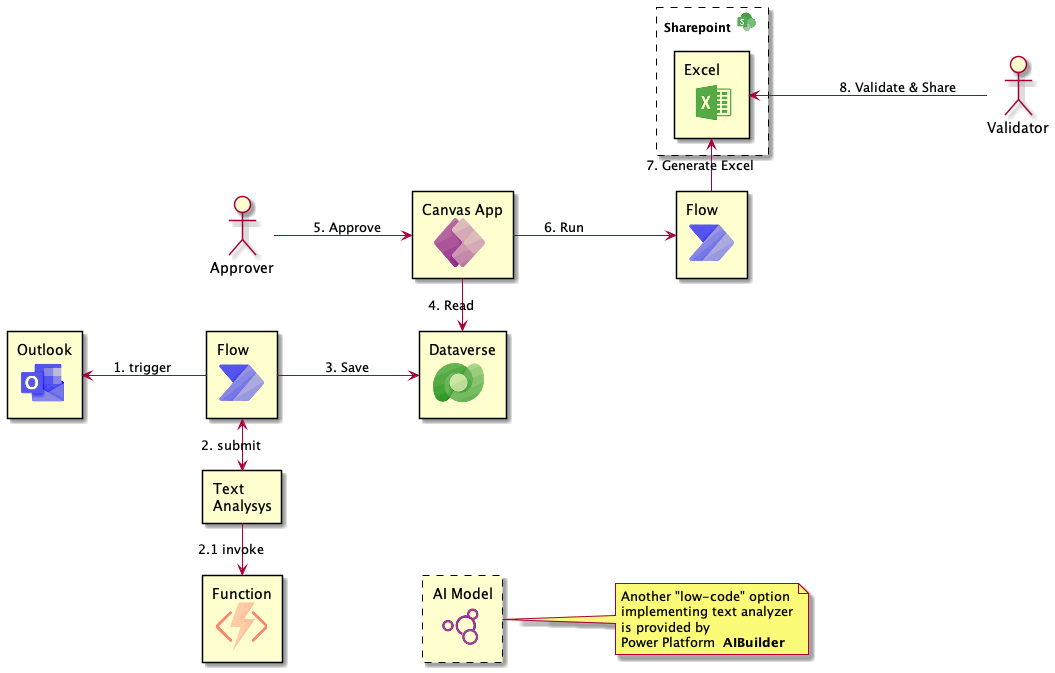 Sharepoint
S
Excel
X
8. Validate & Share
Validator
7. Generate Excel
Canvas App
Flow
5. Approve
6. Run
Approver
4. Read
Outlook
O
Flow
Dataverse
1. trigger
3. Save
2. submit
Text
Analysys
2.1 invoke
Function
AI Model
Another "low-code" option
implementing text analyzer
is provided by
Power Platform AIBuilder